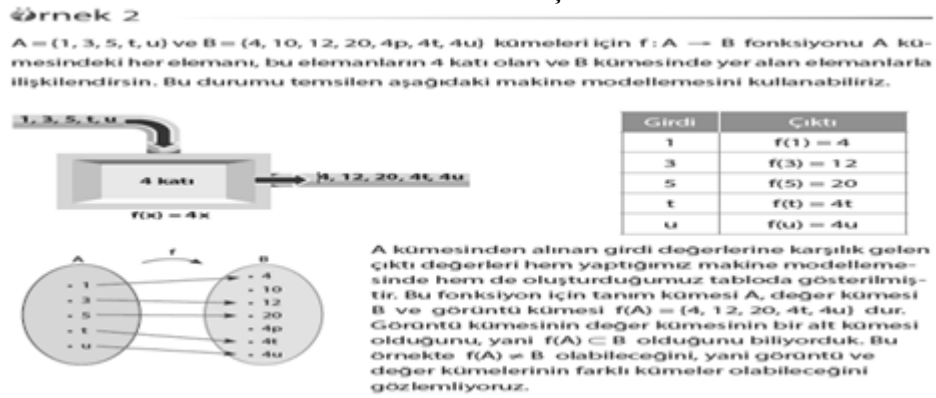 Örnek 2
A = {1, 3, 5, t, u} ve B = {4, 10, 12, 20, 4p, 4t, 4u} kümeleri için f : A → B fonksiyonu A kü-
mesindeki her elemanı, bu elemanların 4 katı olan ve B kümesinde yer alan elemanlarla
ilişkilendirsin. Bu durumu temsilen aşağıdaki makine modellemesini kullanabiliriz.
1, 3, 5, t, u
4 katı
4, 12, 20, 4t, 4u
f(x) = 4x
Girdi Çıktı
1 f(1) = 4
3 f(3) = 12
5 f(5) = 20
t f(t) = 4t
u f(u) = 4u
A f B
1
3
5
t
u
4
10
12
20
4p
4t
4u
A kümesinden alınan girdi değerlerine karşılık gelen
çıktı değerleri hem yaptığımız makine modelleme-
sinde hem de oluşturduğumuz tabloda gösterilmiş-
tir. Bu fonksiyon için tanım kümesi A, değer kümesi
B ve görüntü kümesi f(A) = {4, 12, 20, 4t, 4u} dur.
Görüntü kümesinin değer kümesinin bir alt kümesi
olduğunu, yani f(A) ⊂ B olduğunu biliyorduk. Bu
örnekte f(A) ≠ B olabileceğini, yani görüntü ve
değer kümelerinin farklı kümeler olabileceğini
gözlemliyoruz.